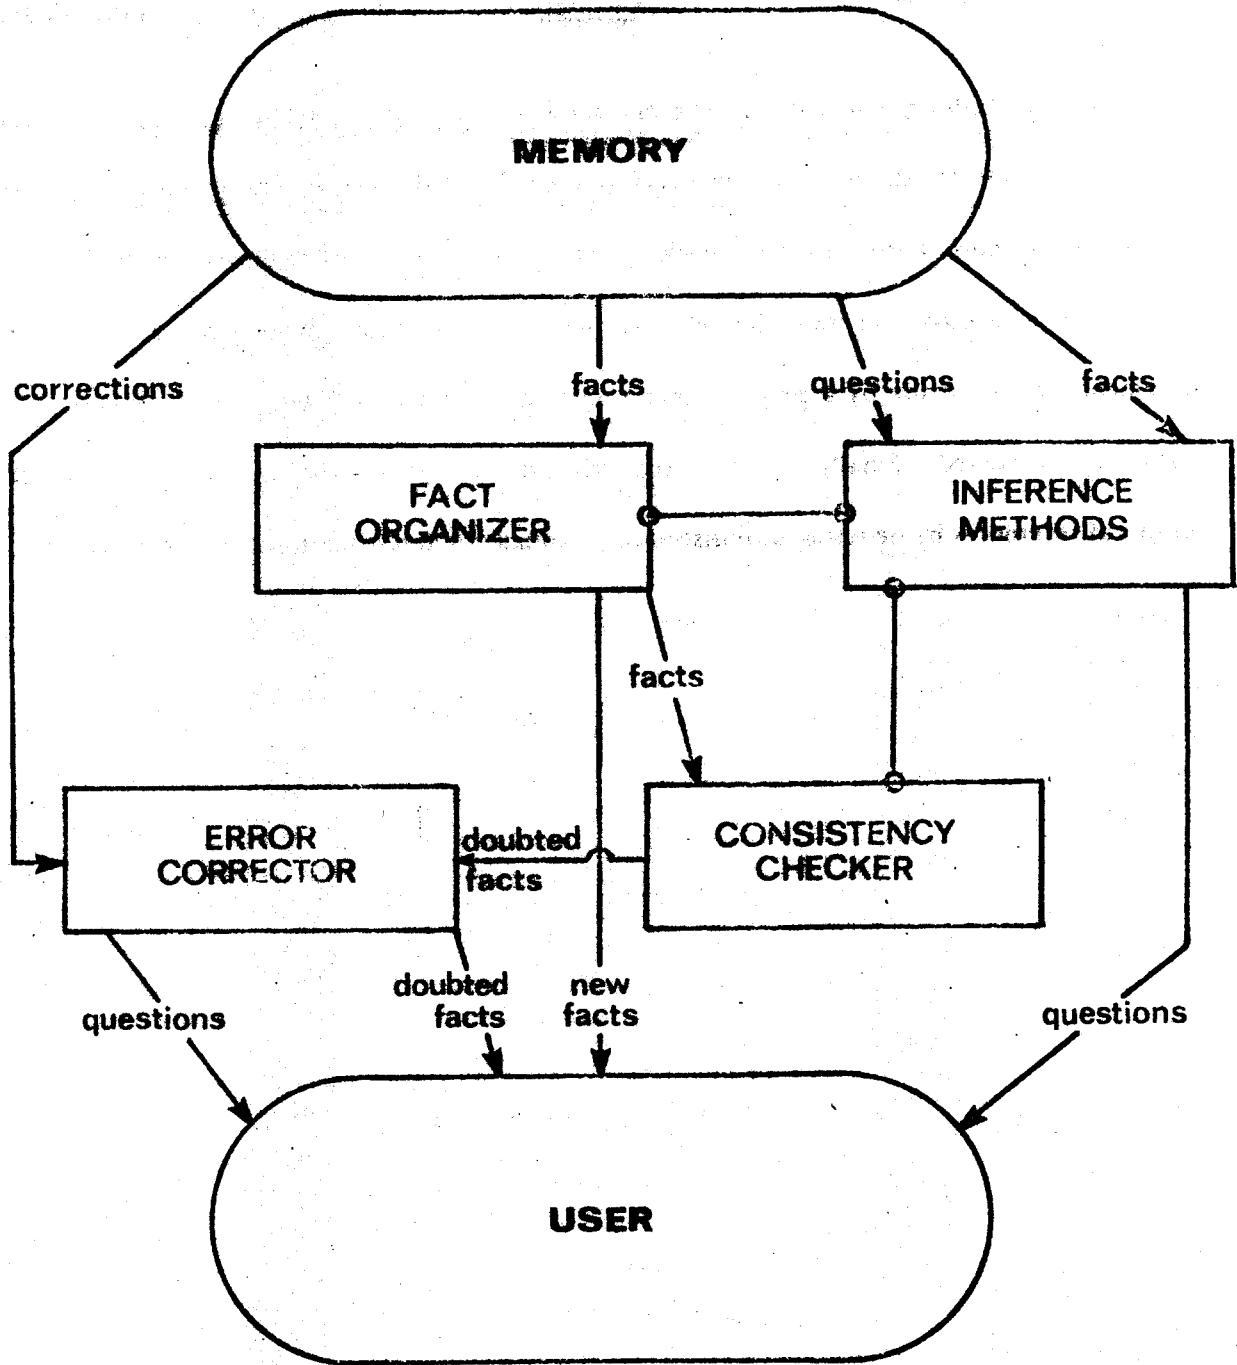 MEMORY
corrections
facts
questions
facts
FACT
ORGANIZER
INFERENCE
METHODS
facts
ERROR
CORRECTOR
doubted
facts
CONSISTENCY
CHECKER
questions
doubted
facts
new
facts
questions
USER